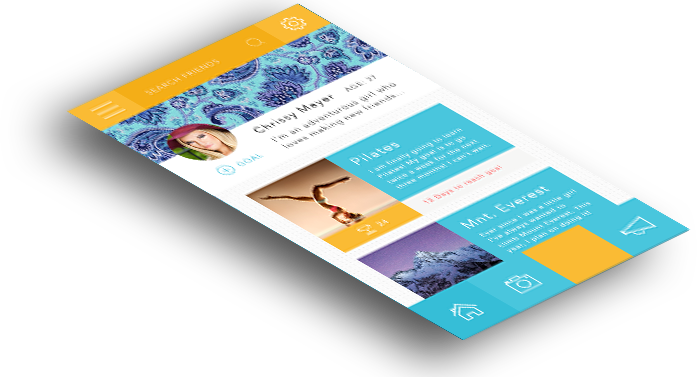 SEARCH FRIENDS
Chrissy Mayer AGE: 27
I'm an adventurous girl who
loves making new friends...
GOAL
Pilates
I am finally going to learn
Pilates! My goal is to go
twice a week for the next
three months! I can't wait.
24
12 Days to reach goal
Mnt. Everest
Ever since I was a little girl
I've always wanted to
climb Mount Everest. This
year, I plan on doing it!